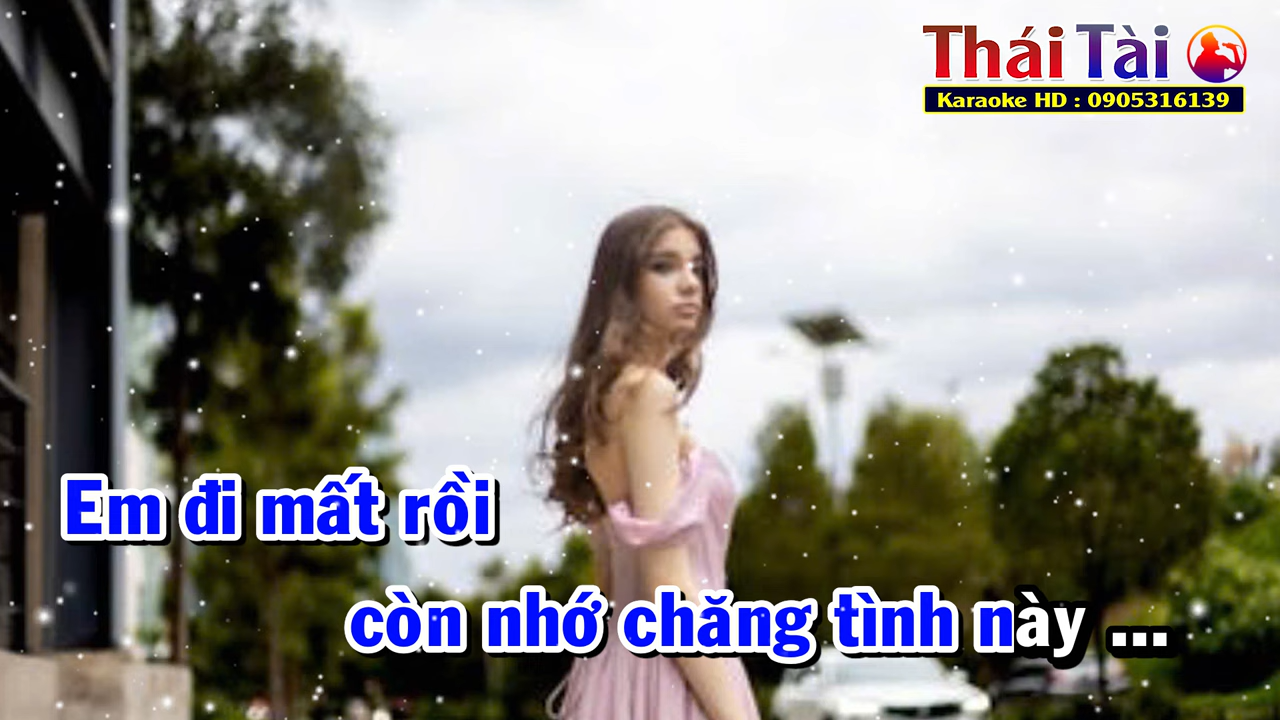 Thái Tài
Karaoke HD : 0905316139
Em đi mất rồi
còn nhớ chăng tình này ...